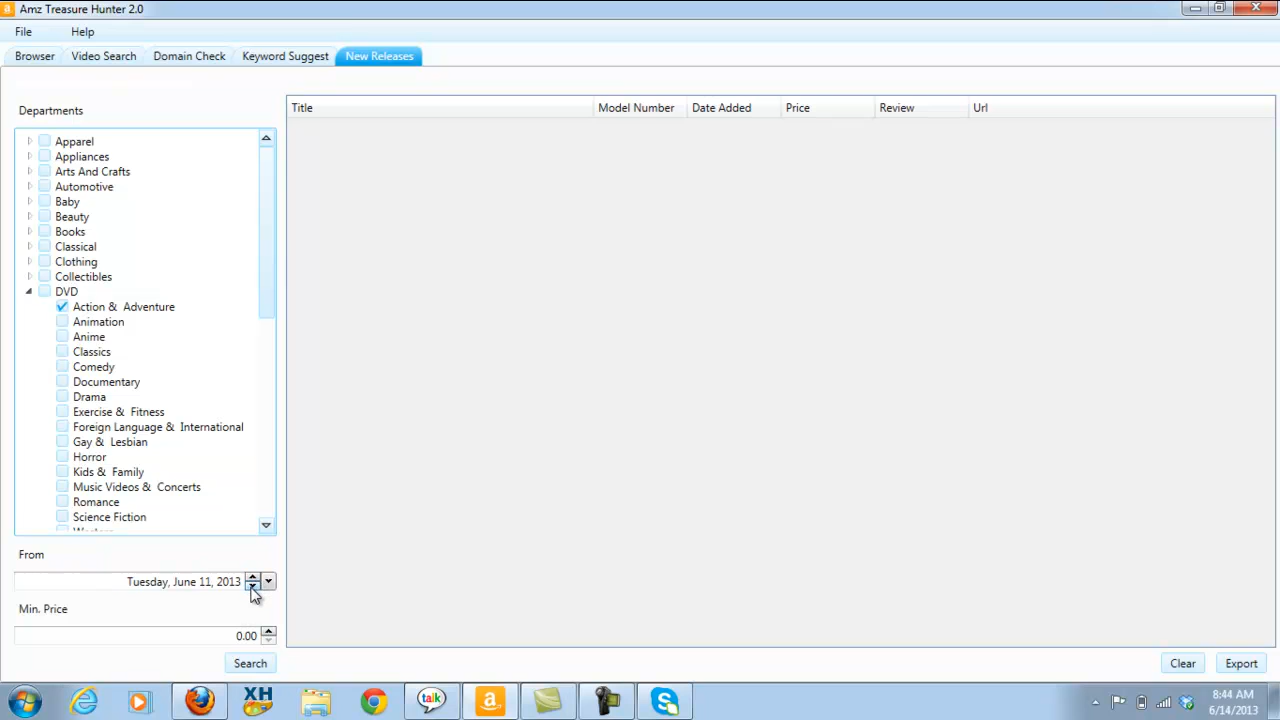 Amz Treasure Hunter 2.0
File Help
Browser Video Search Domain Check Keyword Suggest New Releases
Departments
Title Model Number Date Added Price Review Url
Apparel
Appliances
Arts And Crafts
Automotive
Baby
Beauty
Books
Classical
Clothing
Collectibles
DVD
Action & Adventure
Animation
Anime
Classics
Comedy
Documentary
Drama
Exercise & Fitness
Foreign Language & International
Gay & Lesbian
Horror
Kids & Family
Music Videos & Concerts
Romance
Science Fiction
From
Tuesday, June 11, 2013
Min. Price
0.00
Search Clear Export
XH talk
8:44 AM
6/14/2013